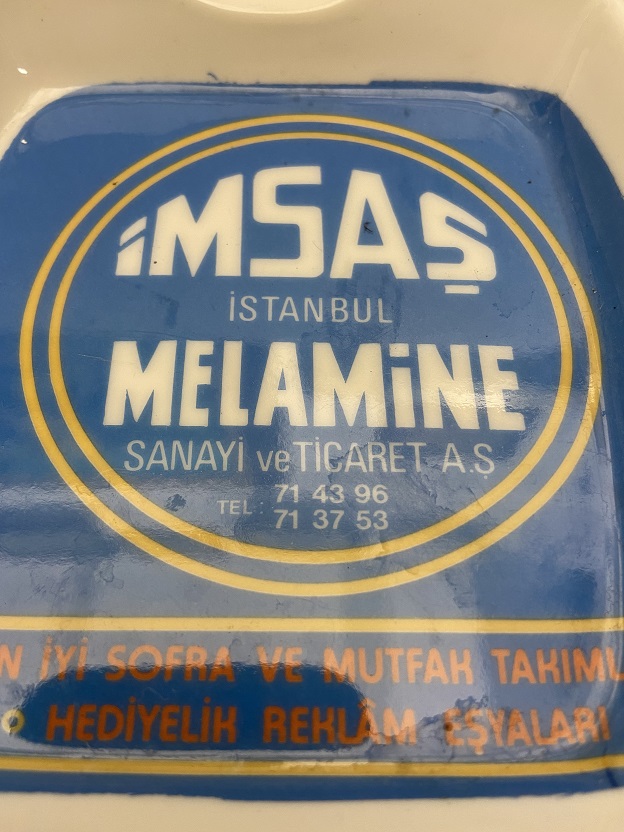 İMSAŞ
İSTANBUL
MELAMİNE
SANAYİ ve TİCARET A.Ş
TEL: 71 43 96
71 37 53
İYİ SOFRA VE MUTFAK
HEDİYELİK REKLÂM EŞYALARI